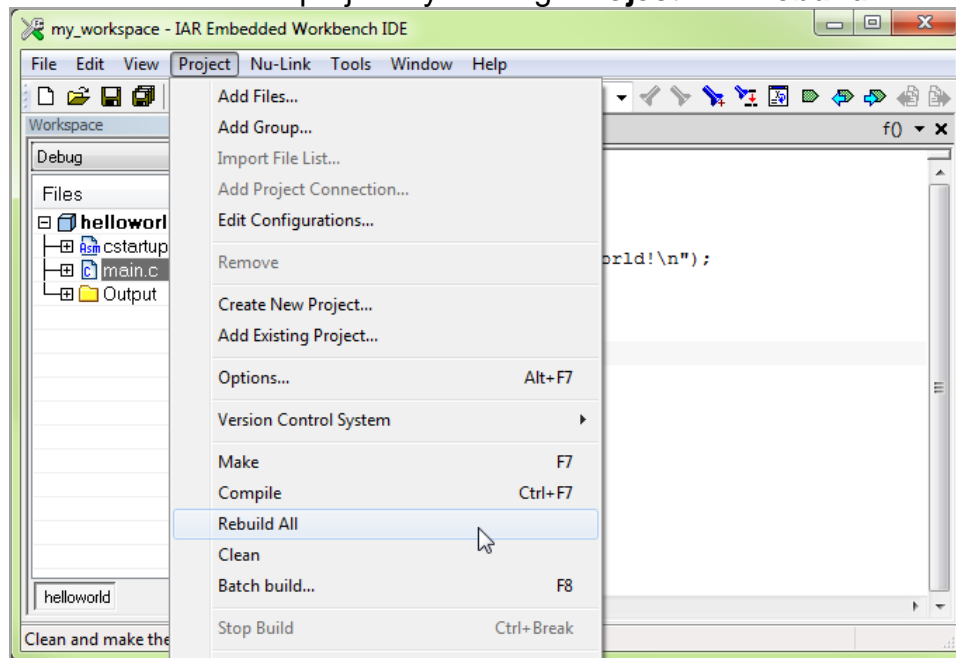 my_workspace - IAR Embedded Workbench IDE
File Edit View Project Nu-Link Tools Window Help
Workspace
f()
Debug
Files
helloworl
cstartup
main.c
Output
orld!\n");
Add Files...
Add Group...
Import File List...
Add Project Connection...
Edit Configurations...
Remove
Create New Project...
Add Existing Project...
Options... Alt+F7
Version Control System
Make F7
Compile Ctrl+F7
Rebuild All
Clean
Batch build... F8
Stop Build Ctrl+Break
helloworld
Clean and make the